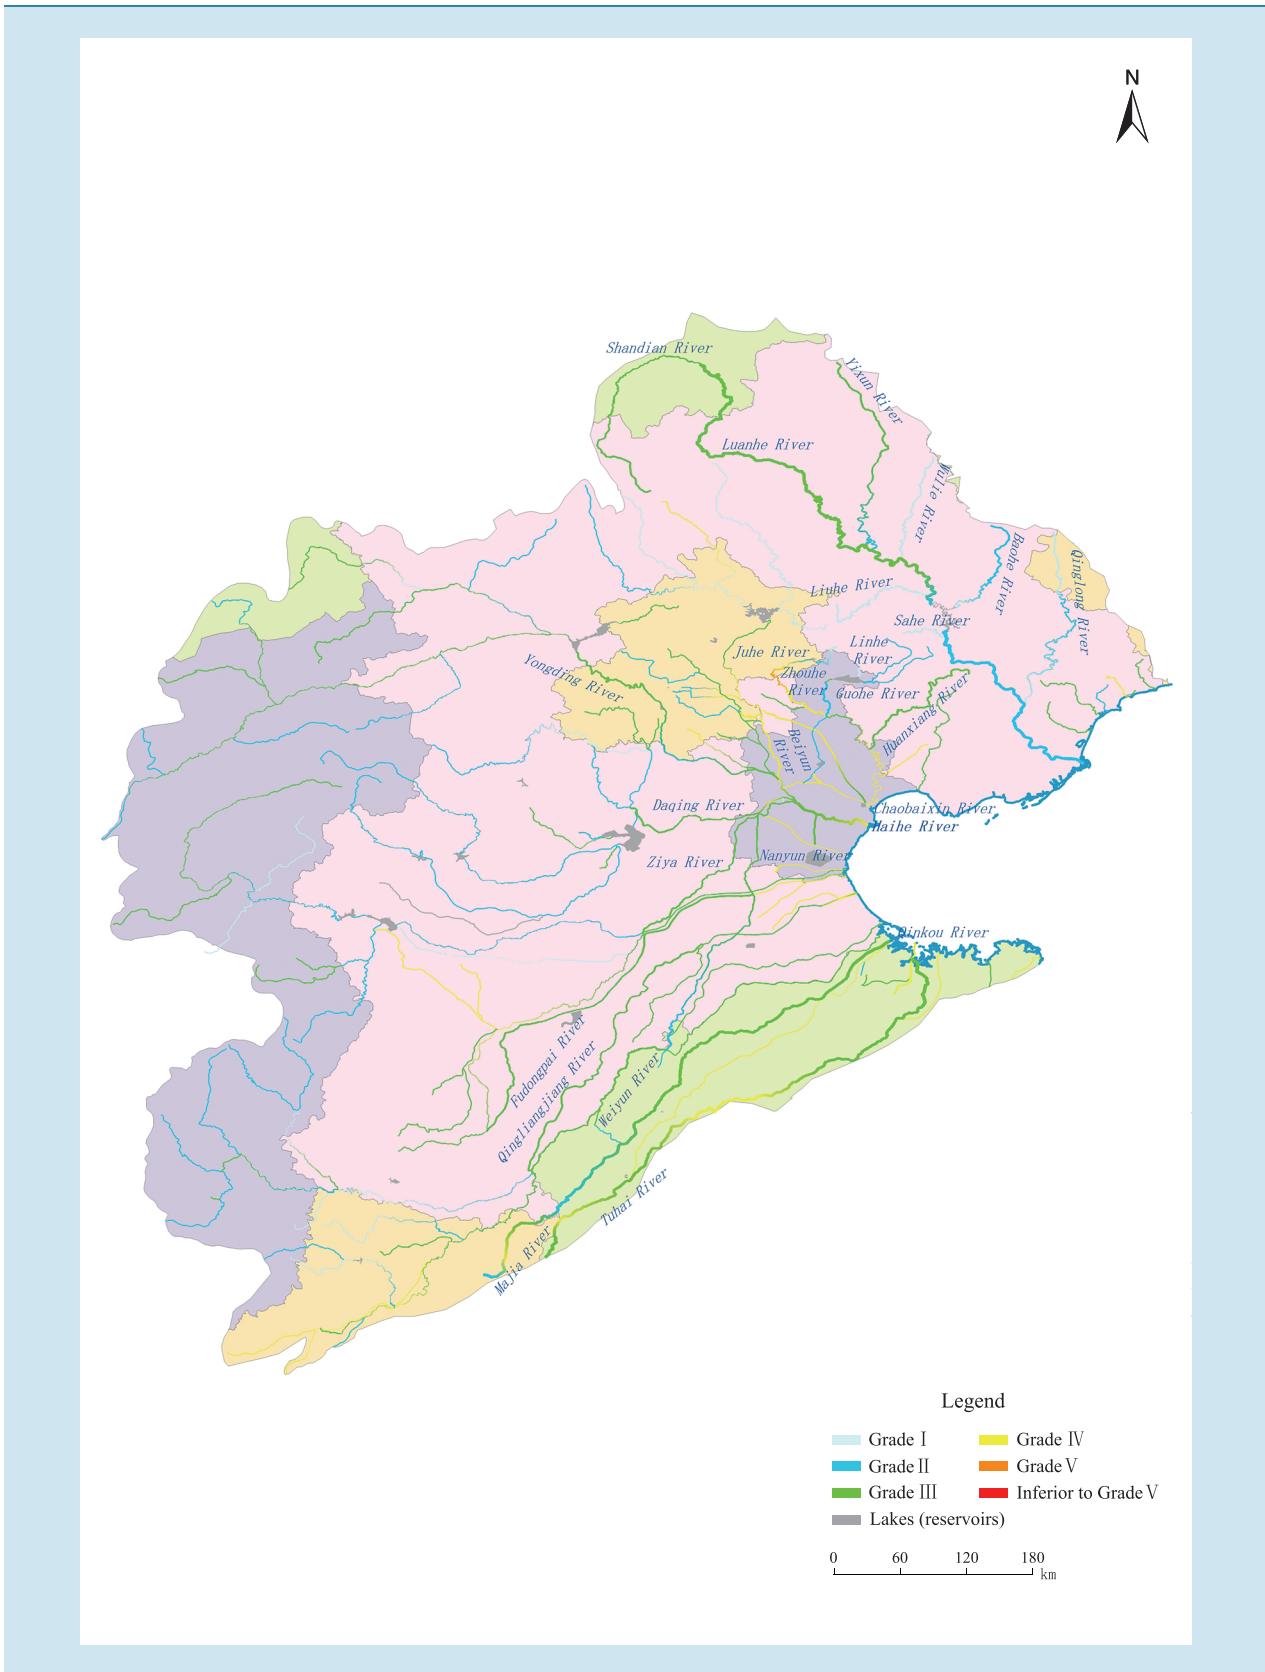 N
Shandian River
Yixun River
Luanhe River
Wulie River
Baohe River
Qinglong River
Liuhe River
Sahe River
Linhe
River
Juhe River
Yongding River
Zhouhe
River
Guohe River
Huanxiang River
Beiyun
River
Daqing River
Chaobaixin River
Haihe River
Ziya River
Nanyun River
Qinkou River
Fudongpai River
Qingliangjiang River
Weiyun River
Tuhai River
Majia River
Legend
Grade Ⅰ
Grade Ⅳ
Grade Ⅱ
Grade Ⅴ
Grade Ⅲ
Inferior to Grade Ⅴ
Lakes (reservoirs)
0 60 120 180
km